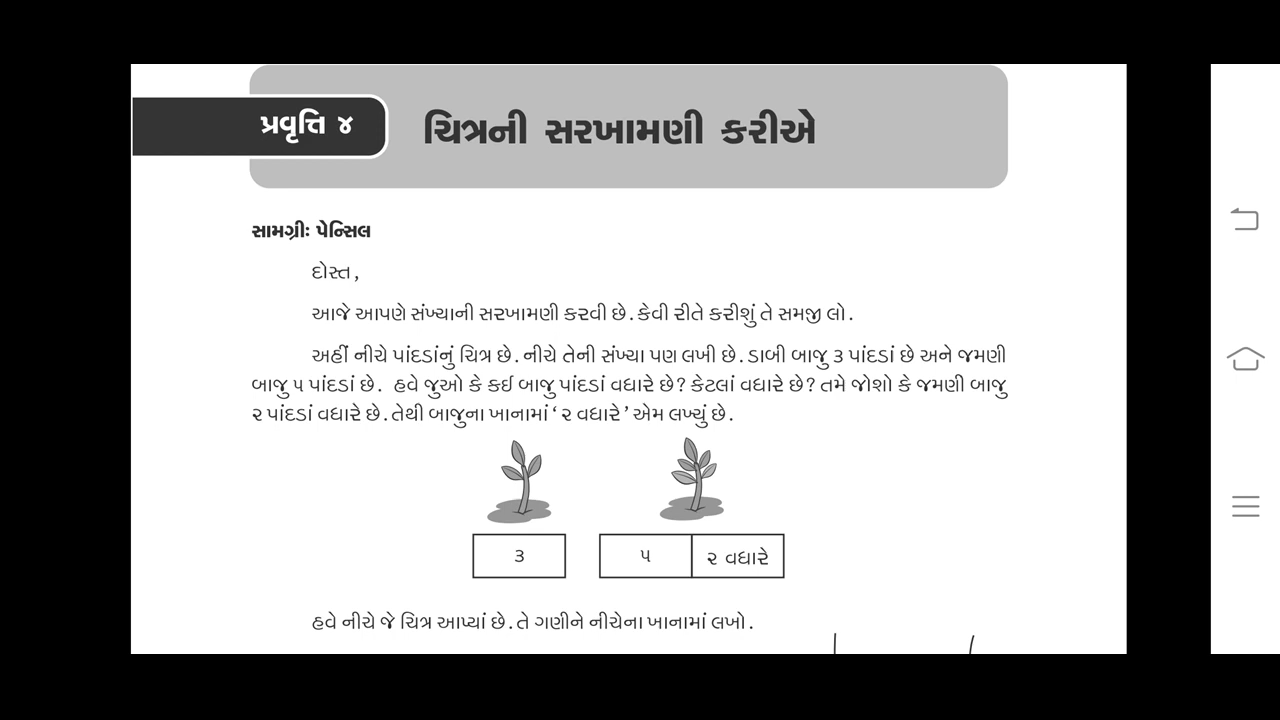 પ્રવૃત્તિ ૪
ચિત્રની સરખામણી કરીએ
સામગ્રીઃ પેન્સિલ
દોસ્ત,
આજે આપણે સંખ્યાની સરખામણી કરવી છે. કેવી રીતે કરીશું તે સમજી લો.
અહીં નીચે પાંદડાંનું ચિત્ર છે. નીચે તેની સંખ્યા પણ લખી છે. ડાબી બાજુ ૩ પાંદડાં છે અને જમણી
બાજુ ૫ પાંદડાં છે. હવે જુઓ કે કઈ બાજુ પાંદડાં વધારે છે? કેટલાં વધારે છે? તમે જોશો કે જમણી બાજુ
૨ પાંદડાં વધારે છે. તેથી બાજુના ખાનામાં ‘ ૨ વધારે ’ એમ લખ્યું છે.
૩ ૫ ૨ વધારે
હવે નીચે જે ચિત્ર આપ્યાં છે. તે ગણીને નીચેના ખાનામાં લખો.